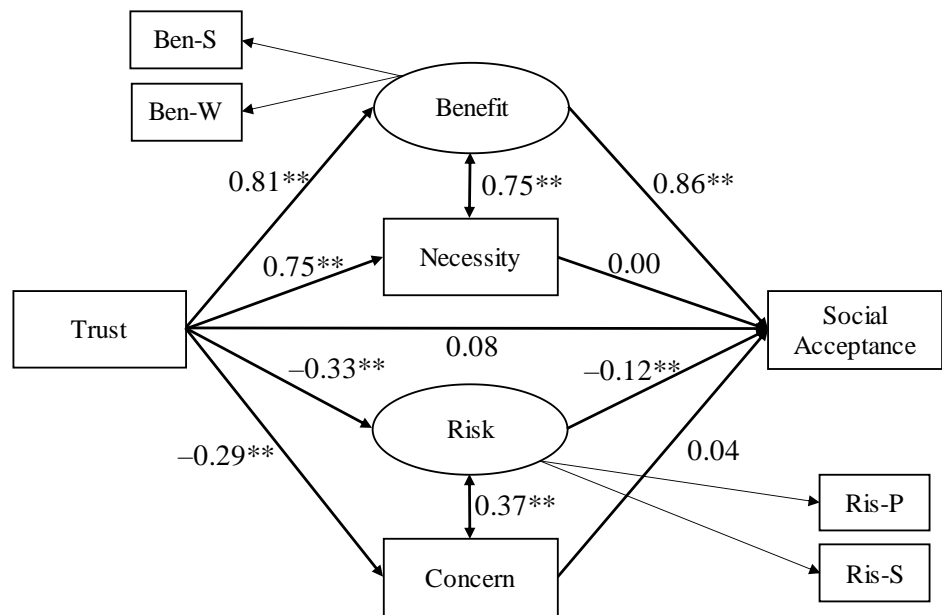 Ben-S
Ben-W
Benefit
0.81**
0.75**
0.86**
0.75**
Necessity
0.00
Trust
0.08
Social
Acceptance
–0.33**
–0.12**
Risk
–0.29**
0.04
0.37**
Ris-P
Concern
Ris-S